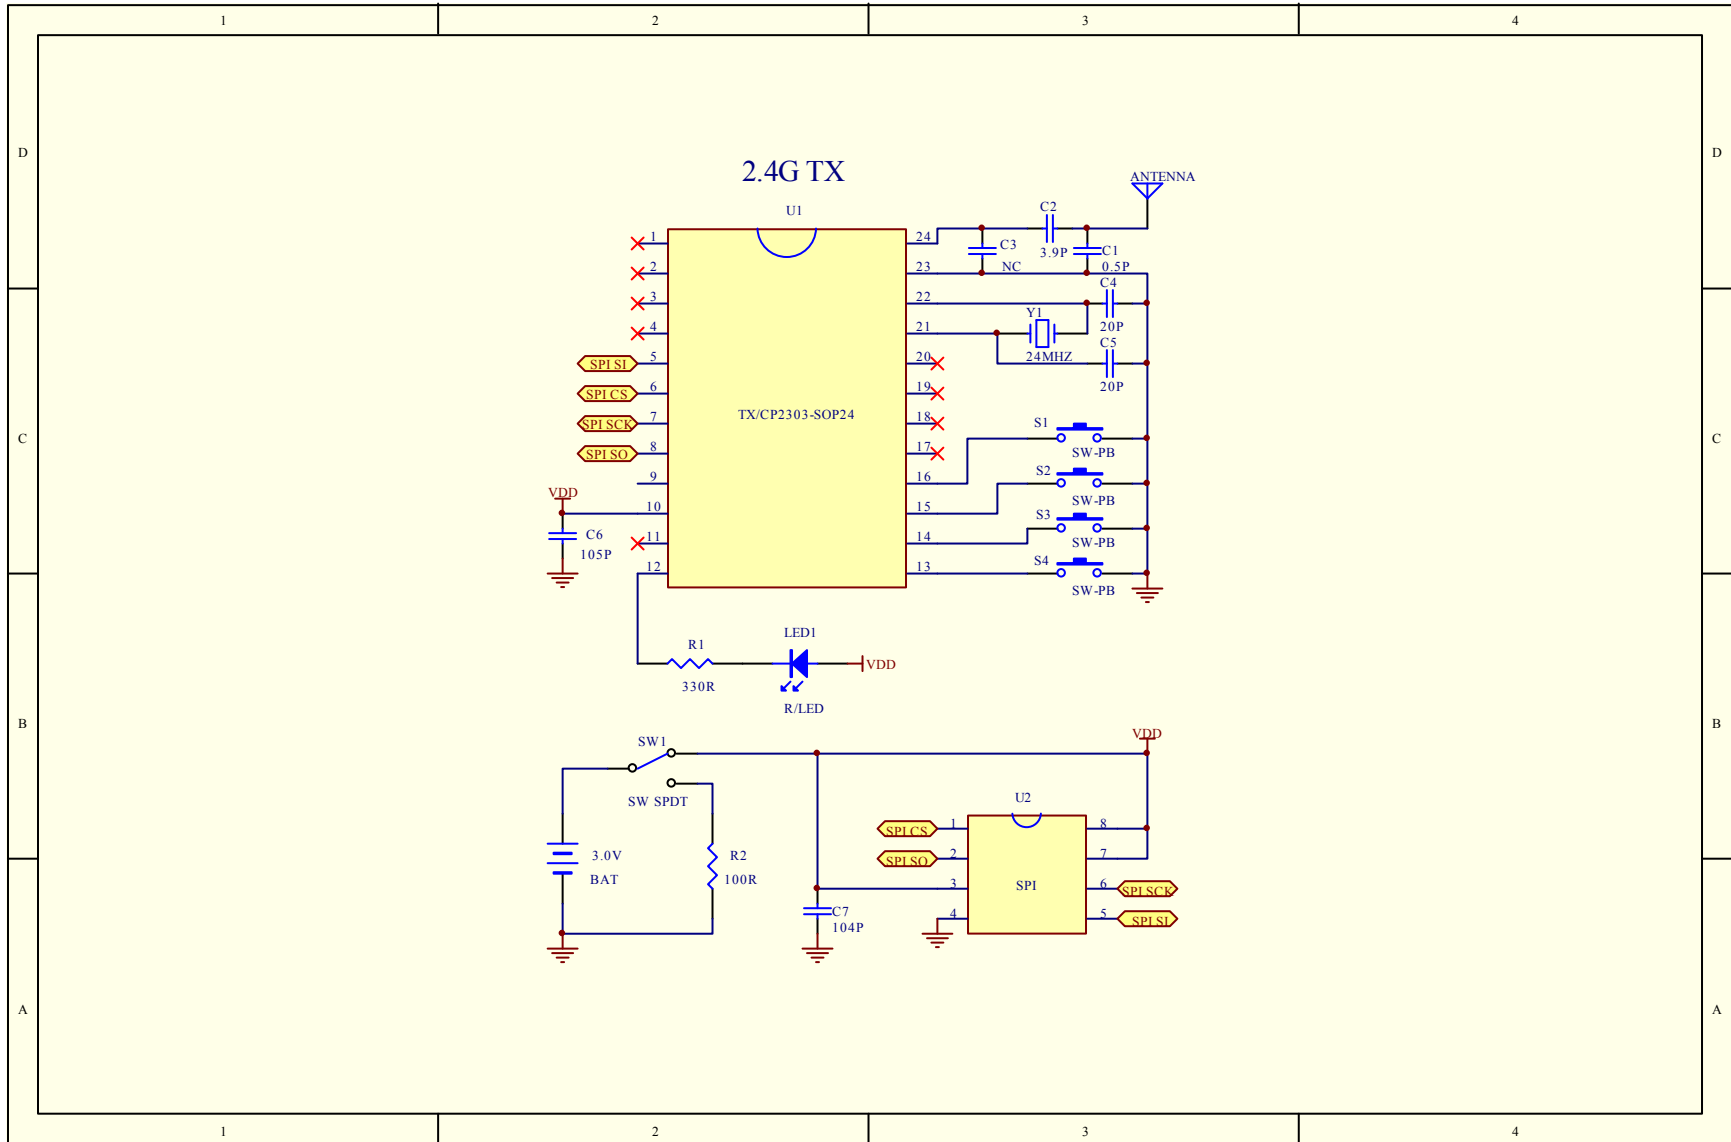 1 2 3 4
D D
2.4G TX
ANTENNA
U1
C2
1 24
C3 3.9P C1
2 23 NC 0.5P
C4
3 22
Y1 20P
4 21
C5
SPI SI 5 20 24MHZ
20P
SPI CS 6 19
TX/CP2303-SOP24
SPI SCK 7 18 S1
C C
SPI SO 8 17 SW-PB
9 16 S2
VDD SW-PB
10 15 S3
C6 11 14 SW-PB
105P
12 13 S4
SW-PB
LED1
R1
VDD
330R
R/LED
B B
SW1 VDD
SW SPDT U2
SPI CS 1 8
3.0V R2 SPI SO 2 7
BAT 100R 3 SPI 6 SPI SCK
C7 4 5 SPI SI
104P
A A
1 2 3 4